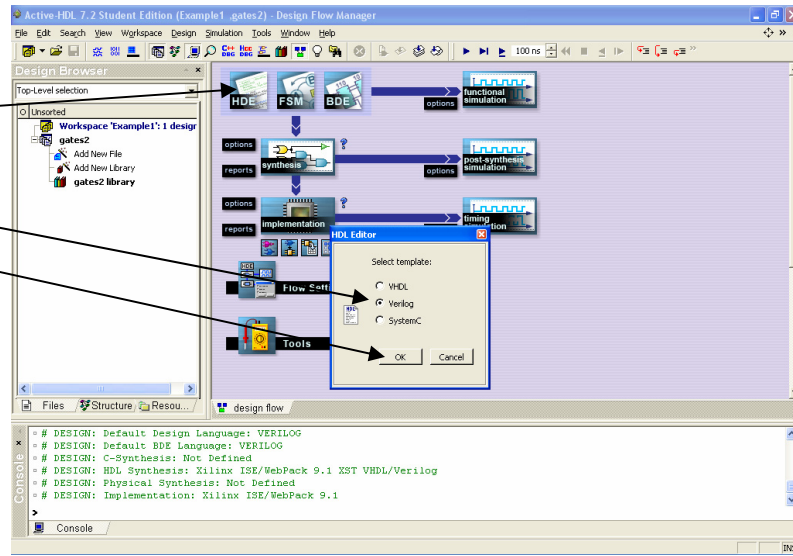 Active-HDL 7.2 Student Edition (Example1 ,gates2) - Design Flow Manager
File Edit Search View Workspace Design Simulation Tools Window Help
100 ns
Design Browser
Top-Level selection
Unsorted
Workspace 'Example1': 1 desigr
gates2
Add New File
Add New Library
gates2 library
Files
Structure
Resou...
HDE
FSM
BDE
options
functional
simulation
options
reports
synthesis
options
post-synthesis
simulation
options
reports
implementation
timing
HDL Editor
Select template:
VHDL
Verilog
SystemC
OK
Cancel
Flow Sett
Tools
design flow
# DESIGN: Default Design Language: VERILOG
# DESIGN: Default BDE Language: VERILOG
# DESIGN: C-Synthesis: Not Defined
# DESIGN: HDL Synthesis: Xilinx ISE/WebPack 9.1 XST VHDL/Verilog
# DESIGN: Physical Synthesis: Not Defined
# DESIGN: Implementation: Xilinx ISE/WebPack 9.1
>
Console
Console